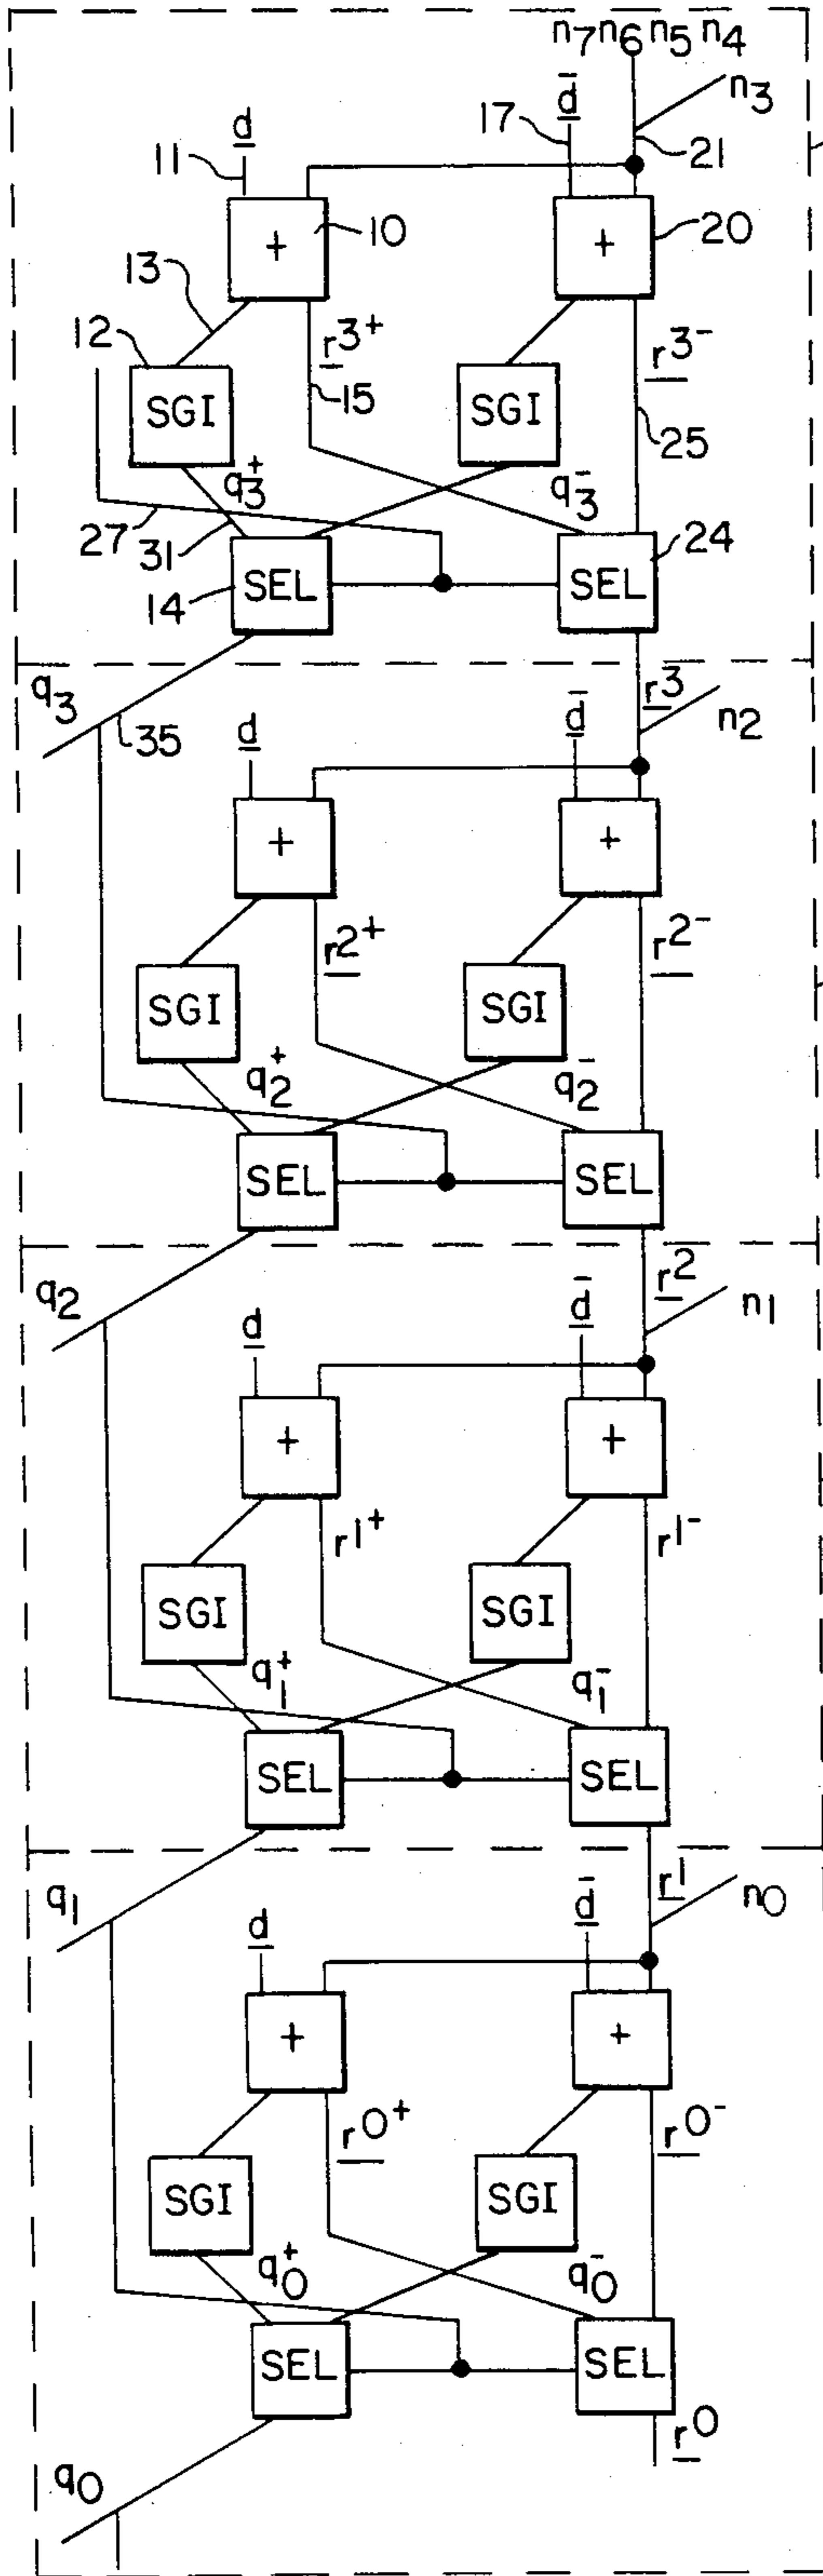 n7 n6 n5 n4
n3
d
17
d̄
11
21
+
10
+
20
13
12
r3+
r3-
SGI
15
SGI
25
q3+
q3-
27
31
24
14
SEL
SEL
q3
35
r3
n2
d
d̄
+
+
r2+
r2-
SGI
SGI
q2+
q2-
SEL
SEL
q2
r2
n1
d
d̄
+
+
r1+
r1-
SGI
SGI
q1+
q1-
SEL
SEL
q1
r1
n0
d
d̄
+
+
r0+
r0-
SGI
SGI
q0+
q0-
SEL
SEL
r0
q0